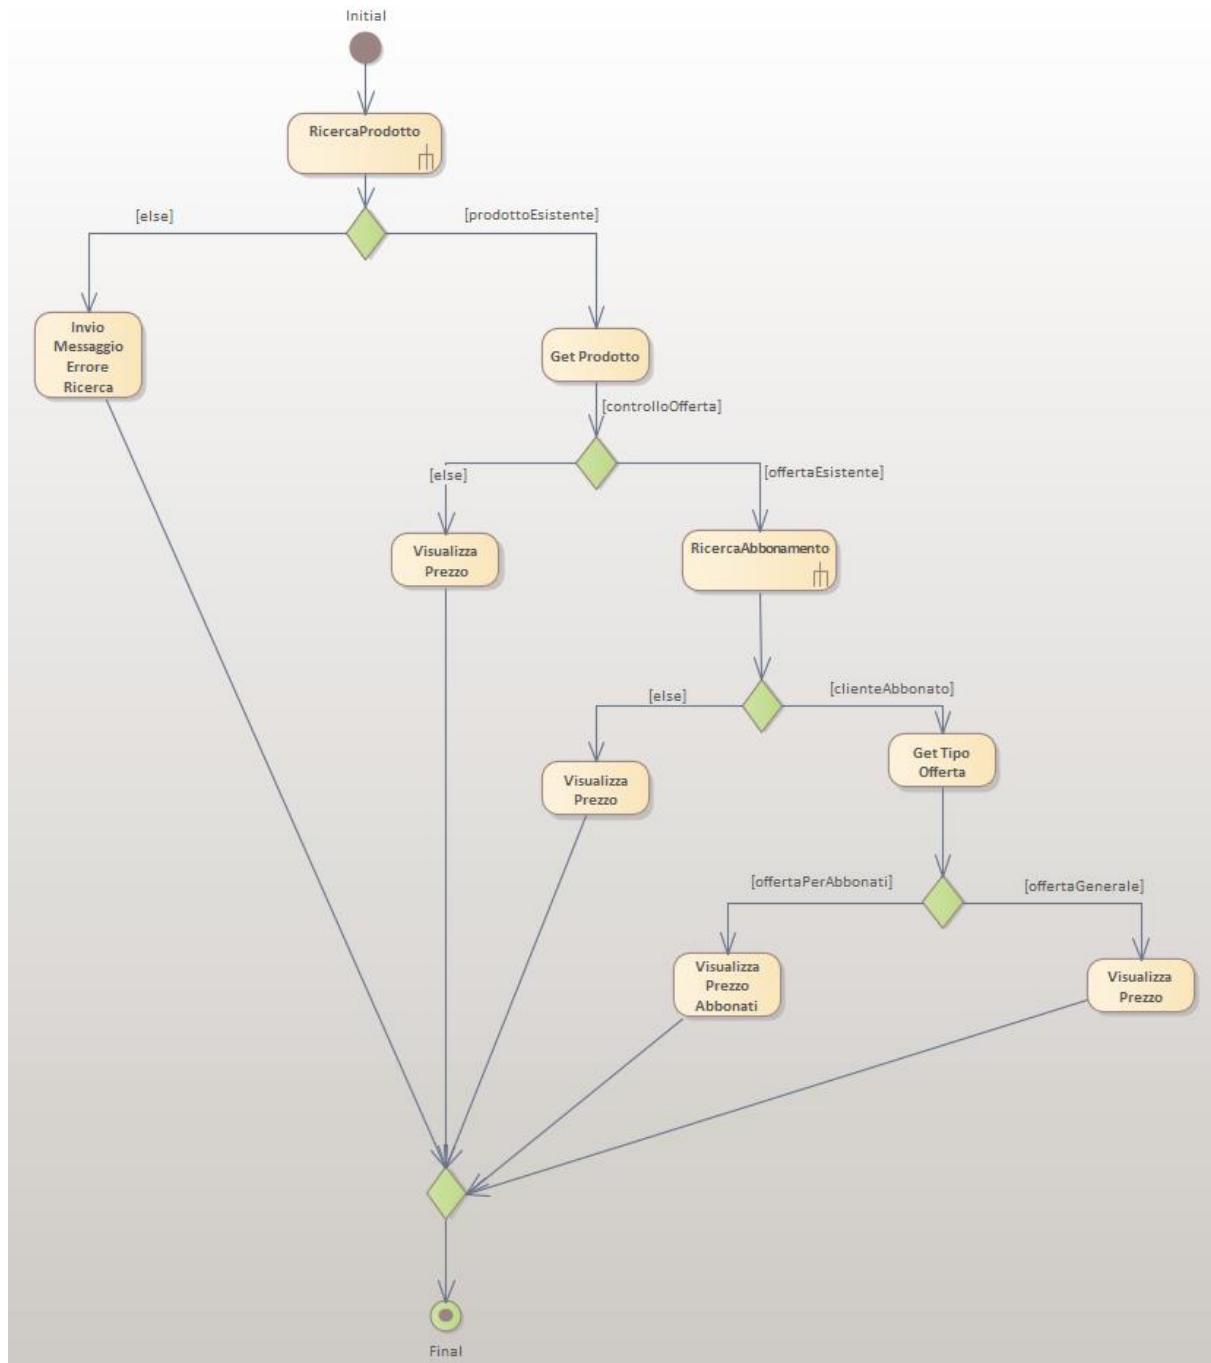 Initial
RicercaProdotto
[else]
[prodottoEsistente]
Invio
Messaggio
Errore
Ricerca
Get Prodotto
[controlloOfferta]
[else]
[offertaEsistente]
Visualizza
Prezzo
RicercaAbbonamento
[else]
[clienteAbbonato]
Visualizza
Prezzo
Get Tipo
Offerta
[offertaPerAbbonati]
[offertaGenerale]
Visualizza
Prezzo
Abbonati
Visualizza
Prezzo
Final